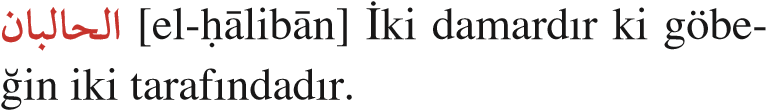 الحالبان [el-ḥālibān] İki damardır ki göbe-
ğin iki tarafındadır.